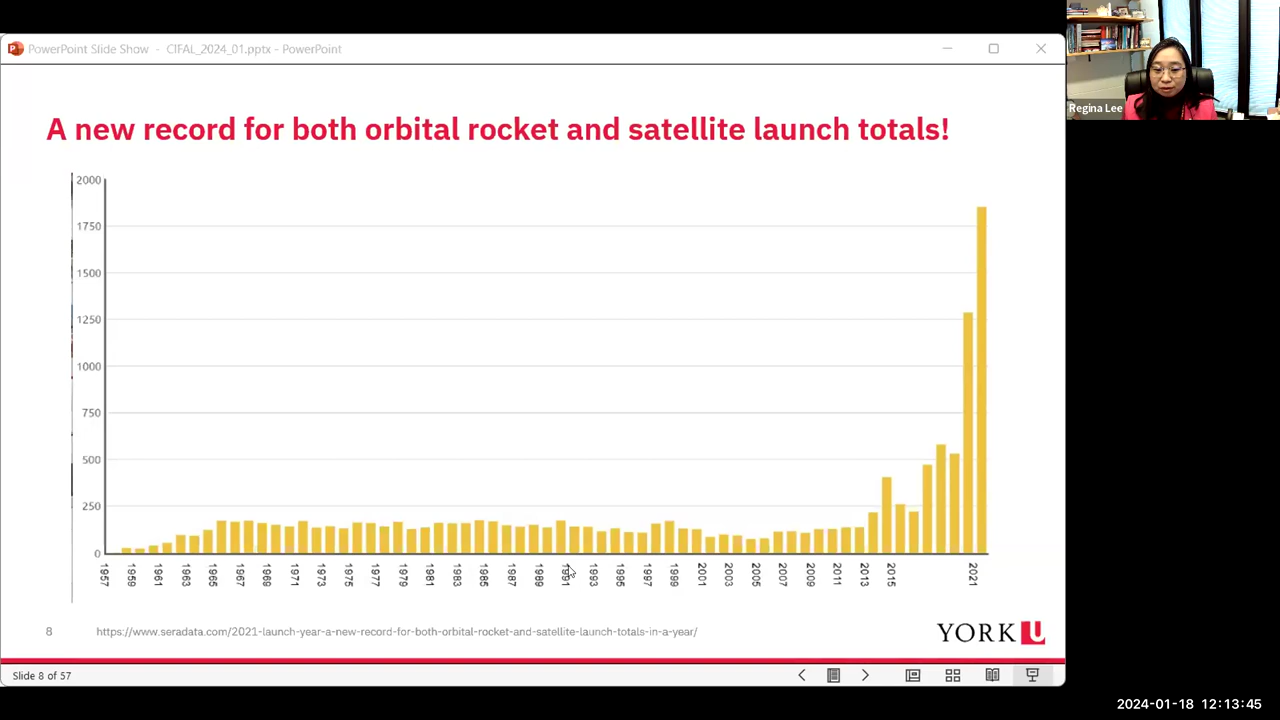 PowerPoint Slide Show - CIFAL_2024_01.pptx - PowerPoint
Regina Lee
A new record for both orbital rocket and satellite launch totals!
2000
1750
1500
1250
1000
750
500
250
0
1957 1959 1961 1963 1965 1967 1969 1971 1973 1975 1977 1979 1981 1983 1985 1987 1989 1991 1993 1995 1997 1999 2001 2003 2005 2007 2009 2011 2013 2015 2021
8 https://www.seradata.com/2021-launch-year-a-new-record-for-both-orbital-rocket-and-satellite-launch-totals-in-a-year/
YORK U
Slide 8 of 57
2024-01-18 12:13:45